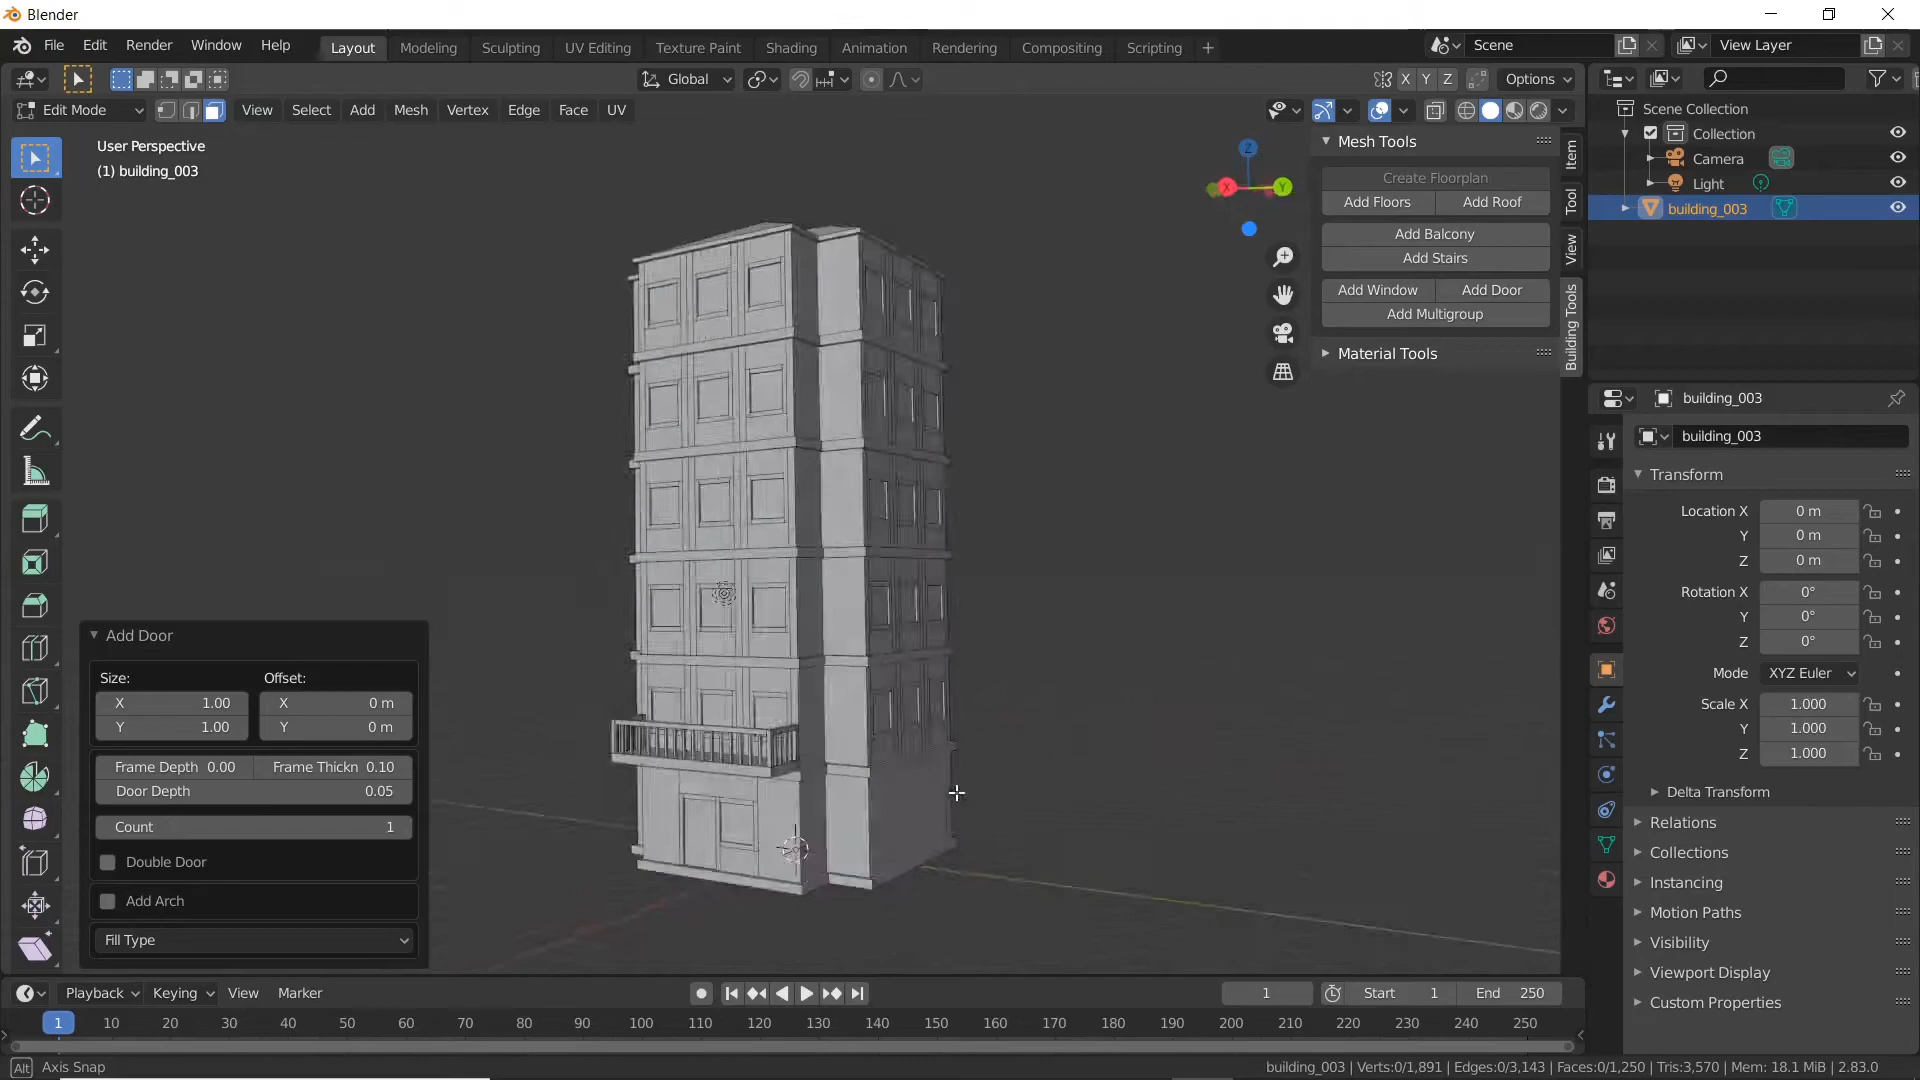 Blender
File Edit Render Window Help
Layout Modeling Sculpting UV Editing Texture Paint Shading Animation Rendering Compositing Scripting +
Scene
View Layer
Global
X Y Z
Options
Edit Mode
View Select Add Mesh Vertex Edge Face UV
User Perspective
(1) building_003
Z
X
Y
Mesh Tools
Create Floorplan
Add Floors Add Roof
Add Balcony
Add Stairs
Add Window Add Door
Add Multigroup
Material Tools
Item
Tool
View
Building Tools
Scene Collection
Collection
Camera
Light
building_003
building_003
building_003
Transform
Location X 0 m
Y 0 m
Z 0 m
Rotation X 0°
Y 0°
Z 0°
Mode XYZ Euler
Scale X 1.000
Y 1.000
Z 1.000
Delta Transform
Relations
Collections
Instancing
Motion Paths
Visibility
Viewport Display
Custom Properties
Add Door
Size: Offset:
X 1.00 X 0 m
Y 1.00 Y 0 m
Frame Depth 0.00 Frame Thickn 0.10
Door Depth 0.05
Count 1
Double Door
Add Arch
Fill Type
Playback Keying View Marker
1 Start 1 End 250
1 10 20 30 40 50 60 70 80 90 100 110 120 130 140 150 160 170 180 190 200 210 220 230 240 250
Alt Axis Snap
building_003 | Verts:0/1,891 | Edges:0/3,143 | Faces:0/1,250 | Tris:3,570 | Mem: 18.1 MiB | 2.83.0